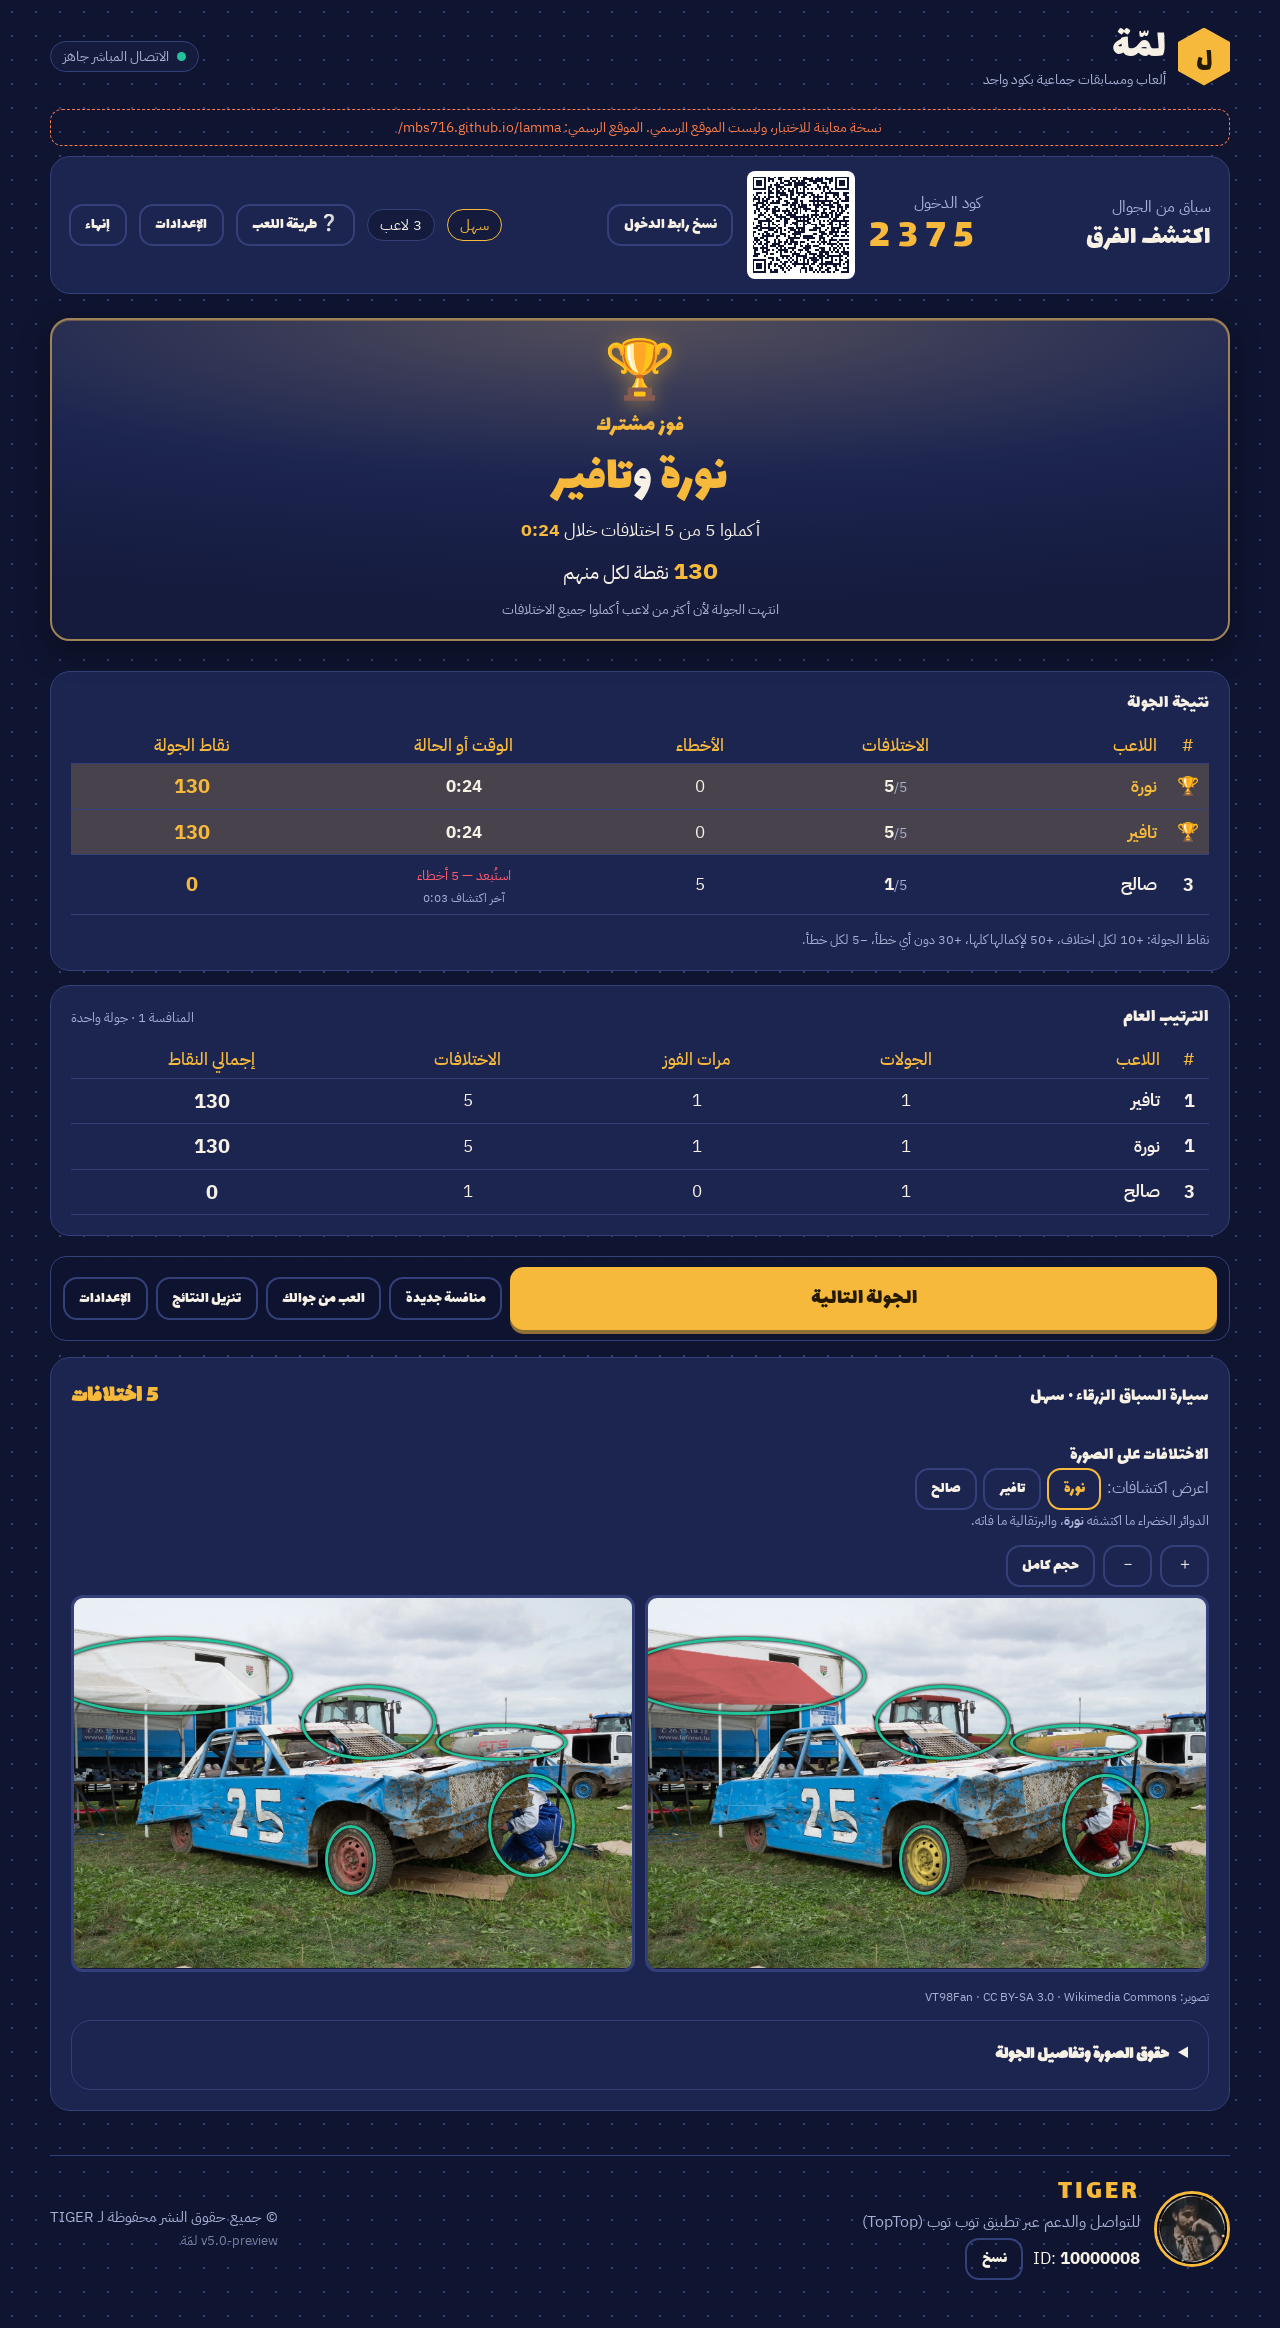 ل
لمّة
ألعاب ومسابقات جماعية بكود واحد
الاتصال المباشر جاهز
نسخة معاينة للاختبار، وليست الموقع الرسمي. الموقع الرسمي: mbs716.github.io/lamma/
سباق من الجوال
اكتشف الفرق
كود الدخول
2375
نسخ رابط الدخول
سهل
3 لاعب
❔ طريقة اللعب
الإعدادات
إنهاء
فوز مشترك
نورة وتافير
أكملوا 5 من 5 اختلافات خلال 0:24
130 نقطة لكل منهم
انتهت الجولة لأن أكثر من لاعب أكملوا جميع الاختلافات
نتيجة الجولة
# اللاعب الاختلافات الأخطاء الوقت أو الحالة نقاط الجولة
🏆 نورة 5/5 0 0:24 130
🏆 تافير 5/5 0 0:24 130
3 صالح 1/5 5 استُبعد — 5 أخطاء 0
آخر اكتشاف 0:03
نقاط الجولة: +10 لكل اختلاف، +50 لإكمالها كلها، +30 دون أي خطأ، −5 لكل خطأ.
الترتيب العام
المنافسة 1 · جولة واحدة
# اللاعب الجولات مرات الفوز الاختلافات إجمالي النقاط
1 تافير 1 1 5 130
1 نورة 1 1 5 130
3 صالح 1 0 1 0
الجولة التالية
منافسة جديدة
العب من جوالك
تنزيل النتائج
الإعدادات
سيارة السباق الزرقاء · سهل
5 اختلافات
الاختلافات على الصورة
اعرض اكتشافات: نورة تافير صالح
الدوائر الخضراء ما اكتشفه نورة، والبرتقالية ما فاته.
+ − حجم كامل
25
25
RTS
www.laforet.lu
تصوير: VT98Fan · CC BY-SA 3.0 · Wikimedia Commons
◀ حقوق الصورة وتفاصيل الجولة
TIGER
للتواصل والدعم عبر تطبيق توب توب (TopTop)
ID: 10000008
نسخ
© جميع حقوق النشر محفوظة لـ TIGER
لمّة v5.0-preview